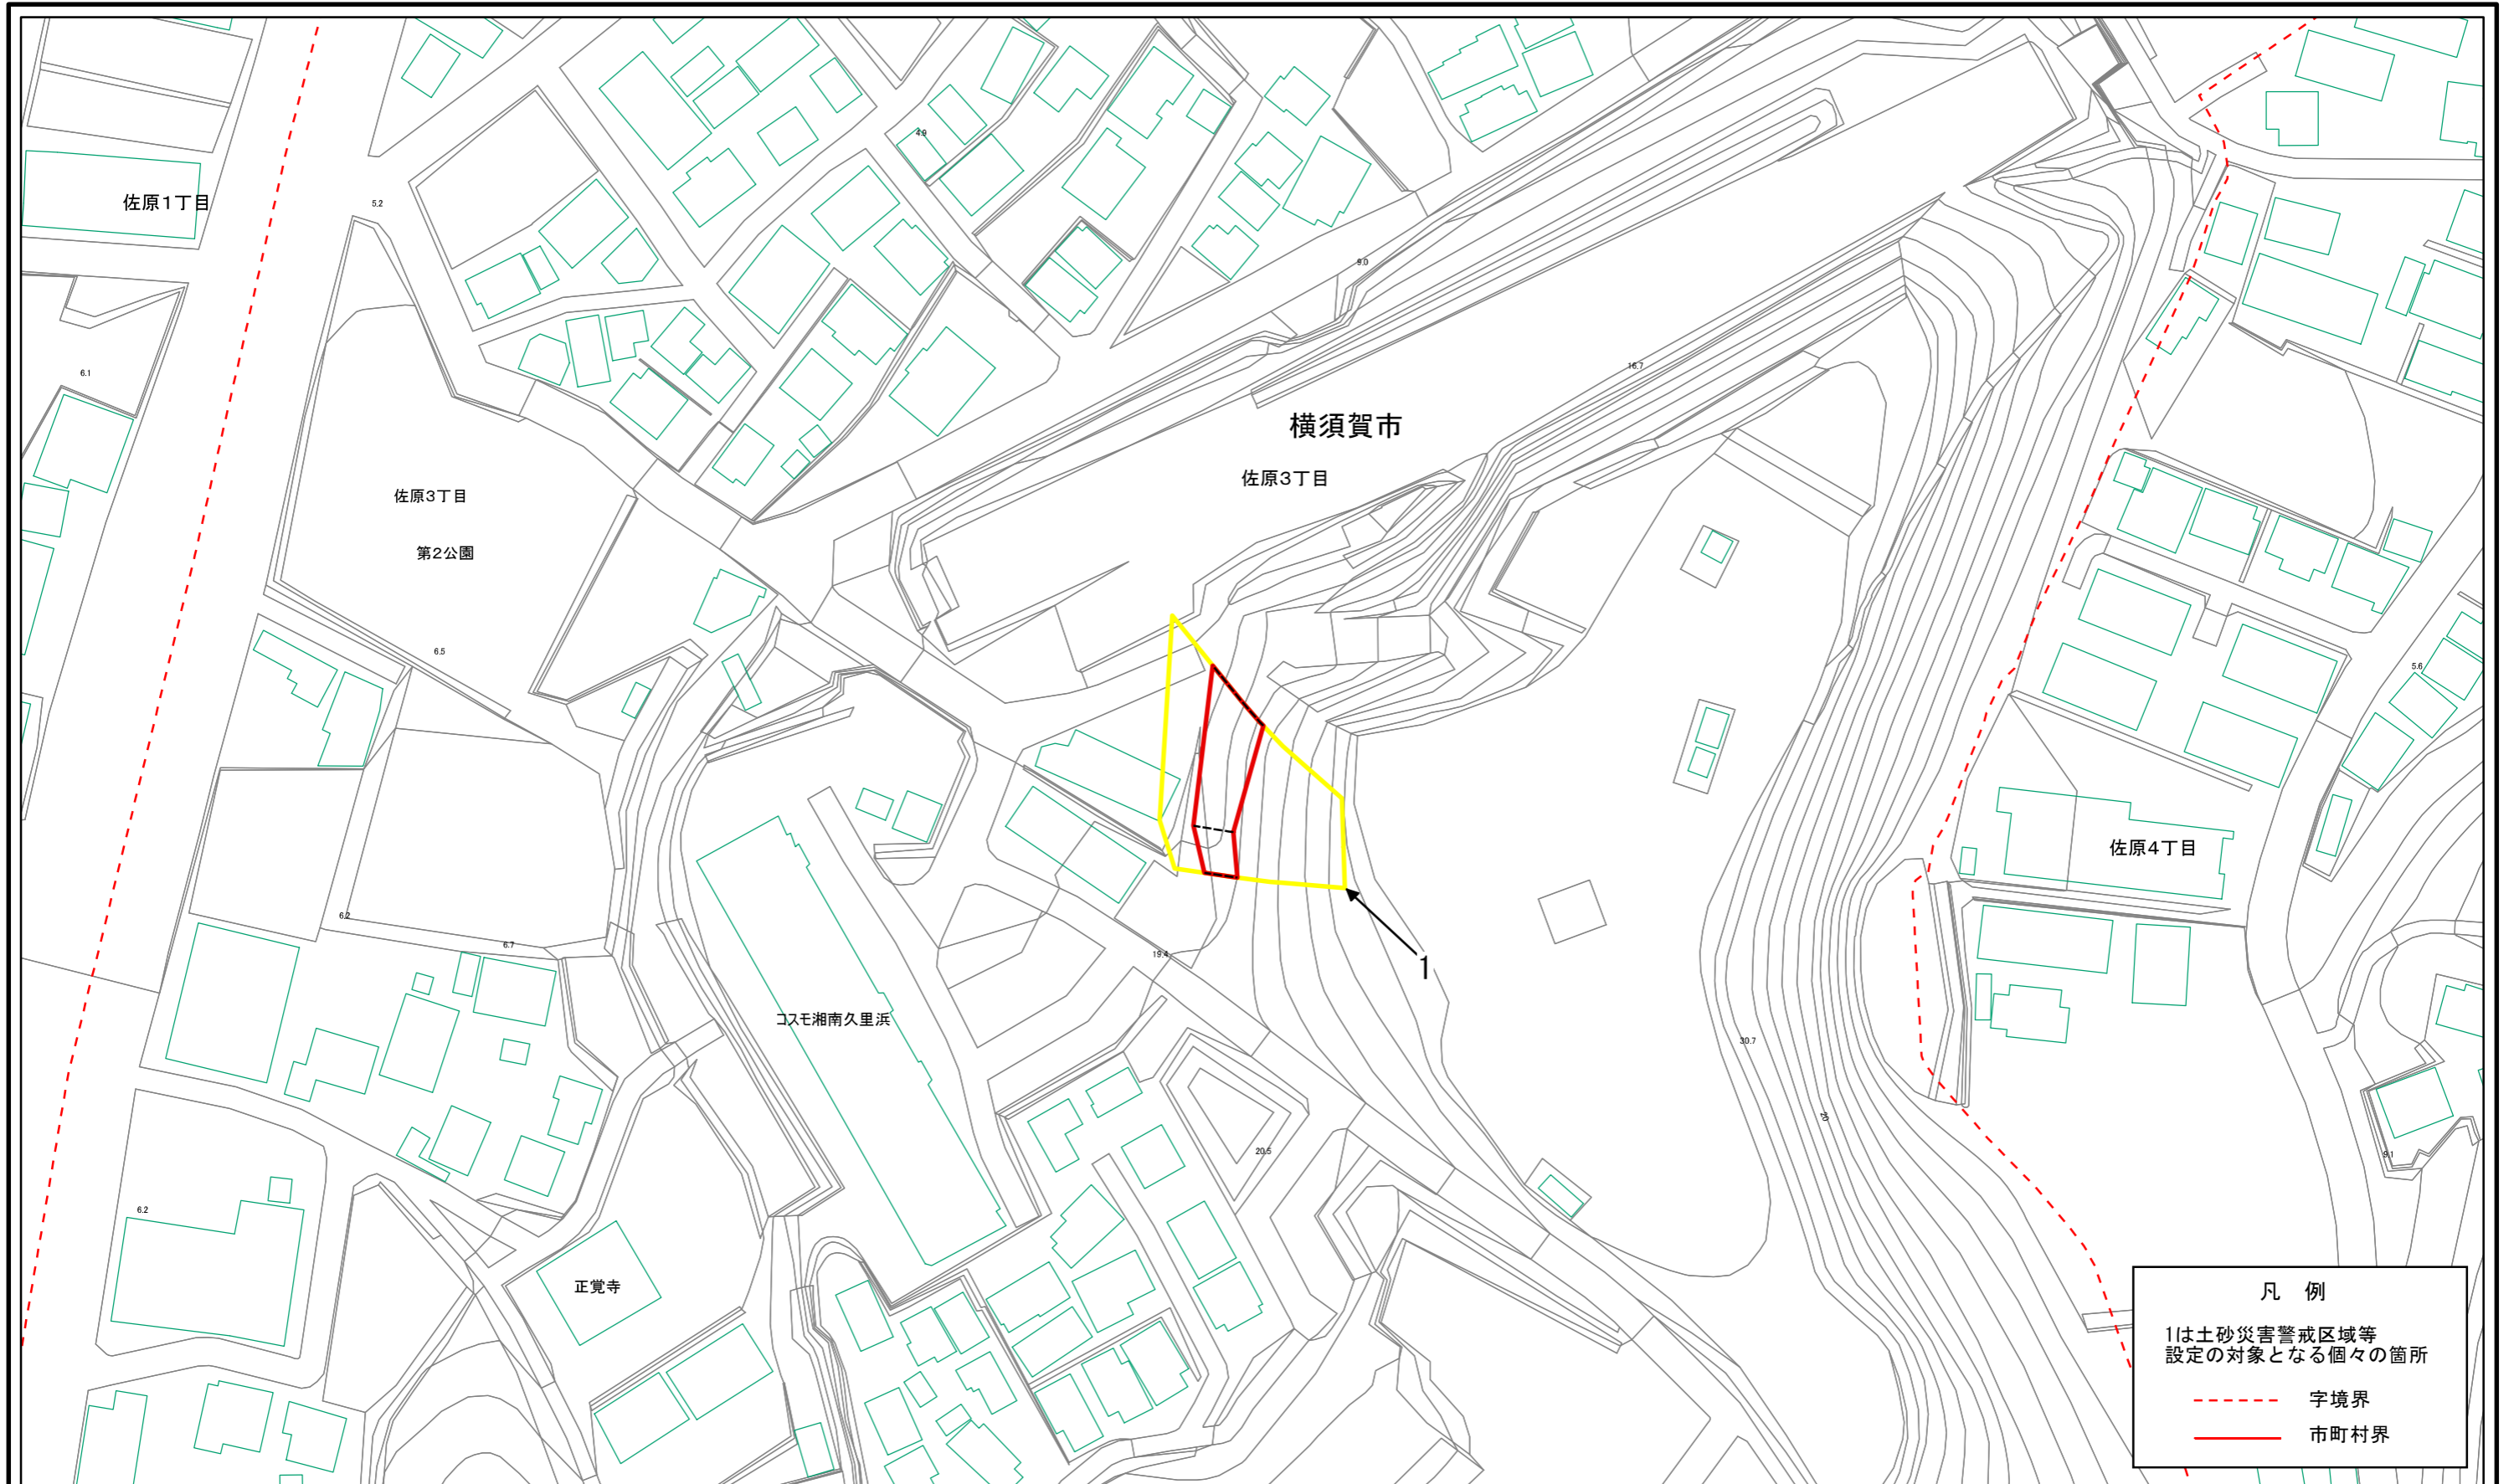 4.9
佐原1丁目
5.2
9.0
6.1
16.7
横須賀市
佐原3丁目
佐原3丁目
第2公園
6.5
5.6
佐原4丁目
6.2
6.7
19.4
1
コスモ湘南久里浜
30.7
20
20.5
9.1
6.2
正覚寺
凡 例
1は土砂災害警戒区域等
設定の対象となる個々の箇所
字境界
市町村界